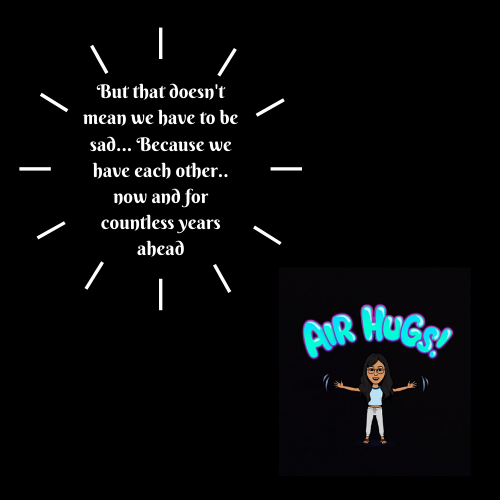 But that doesn't
mean we have to be
sad... Because we
have each other..
now and for
countless years
ahead
AIR HUGS!